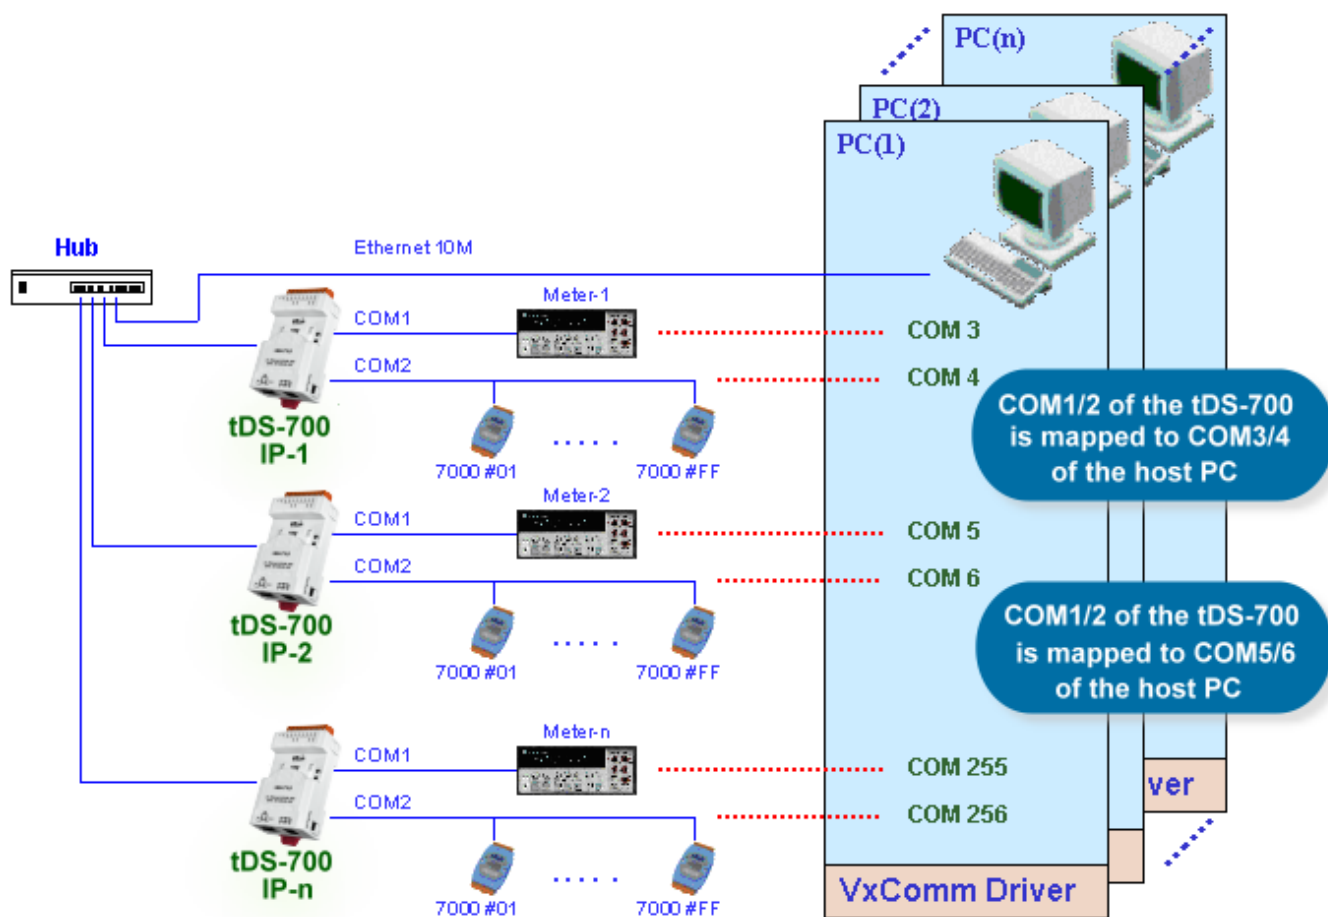 PC(n)
PC(2)
PC(1)
Hub
Ethernet 10M
COM1
Meter-1
COM 3
COM2
COM 4
tDS-700
IP-1
7000 #01
7000 #FF
COM1/2 of the tDS-700
is mapped to COM3/4
of the host PC
COM1
Meter-2
COM 5
COM2
COM 6
tDS-700
IP-2
7000 #01
7000 #FF
COM1/2 of the tDS-700
is mapped to COM5/6
of the host PC
COM1
Meter-n
COM 255
COM2
COM 256
tDS-700
IP-n
7000 #01
7000 #FF
ver
VxComm Driver